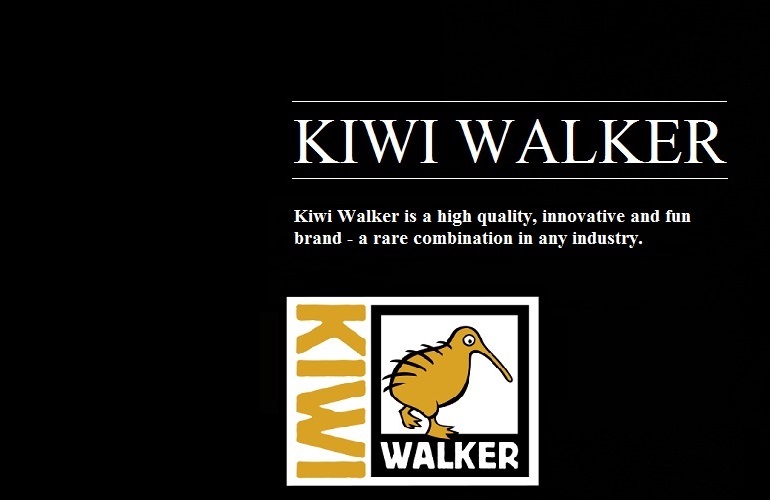 KIWI WALKER
Kiwi Walker is a high quality, innovative and fun
brand - a rare combination in any industry.
KIWI
WALKER